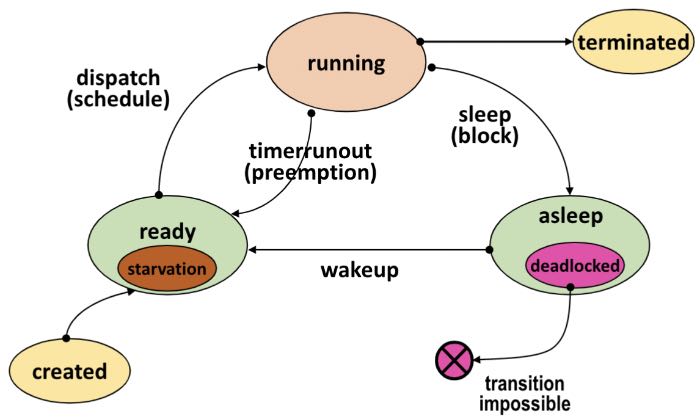 running
terminated
dispatch
(schedule)
sleep
(block)
timerrunout
(preemption)
ready
starvation
asleep
deadlocked
wakeup
created
transition
impossible